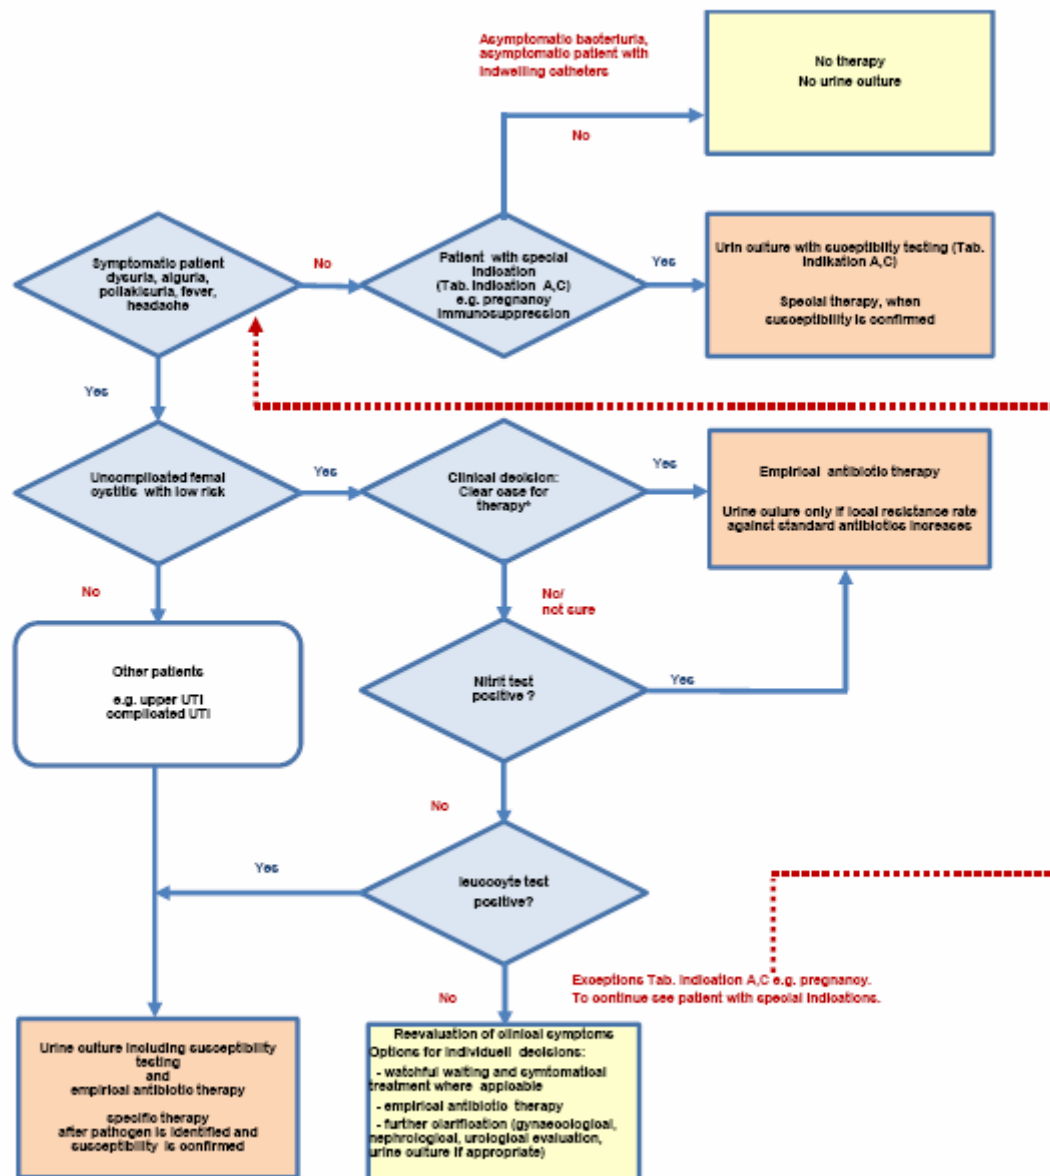 Asymptomatic bacteriuria,
asymptomatic patient with
indwelling catheters
No therapy
No urine culture
No
Symptomatic patient
dysuria, alguria,
pollakisuria, fever,
headache
No
Patient with special
indication
(Tab. Indication A,C)
e.g. pregnancy
immunosuppression
Yes
Urin culture with suceptibilty testing (Tab.
Indikation A,C)
Special therapy, when
susceptibility is confirmed
Yes
Uncomplicated femal
cystitis with low risk
Yes
Clinical decision:
Clear case for
therapy*
Yes
Empirical antibiotic therapy
Urine culure only if local resistance rate
against standard antibiotics increases
No
No/
not sure
Other patients
e.g. upper UTI
complicated UTI
Nitrit test
positive ?
Yes
No
Yes
leucocyte test
positive?
No
Exceptions Tab. Indication A,C e.g. pregnancy.
To continue see patient with special indications.
Urine culture including susceptibility
testing
and
empirical antibiotic therapy
specific therapy
after pathogen is identified and
susceptibility is confirmed
Reevaluation of clinical symptoms
Options for individuell decisions:
- watchful waiting and symtomatical
treatment where applicable
- empirical antibiotic therapy
- further clarification (gynaecological,
nephrological, urological evaluation,
urine culture if appropriate)